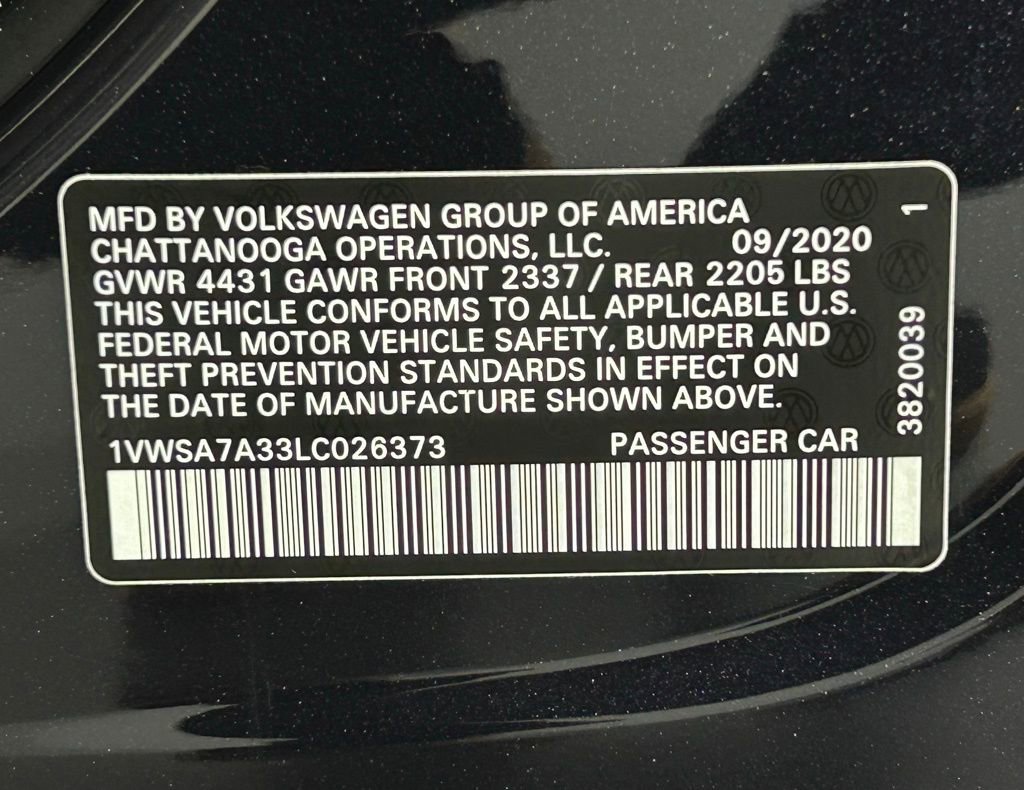 MFD BY VOLKSWAGEN GROUP OF AMERICA
CHATTANOOGA OPERATIONS, LLC. 09/2020
GVWR 4431 GAWR FRONT 2337 / REAR 2205 LBS
THIS VEHICLE CONFORMS TO ALL APPLICABLE U.S.
FEDERAL MOTOR VEHICLE SAFETY, BUMPER AND
THEFT PREVENTION STANDARDS IN EFFECT ON
THE DATE OF MANUFACTURE SHOWN ABOVE.
1VWSA7A33LC026373 PASSENGER CAR
3820039 1